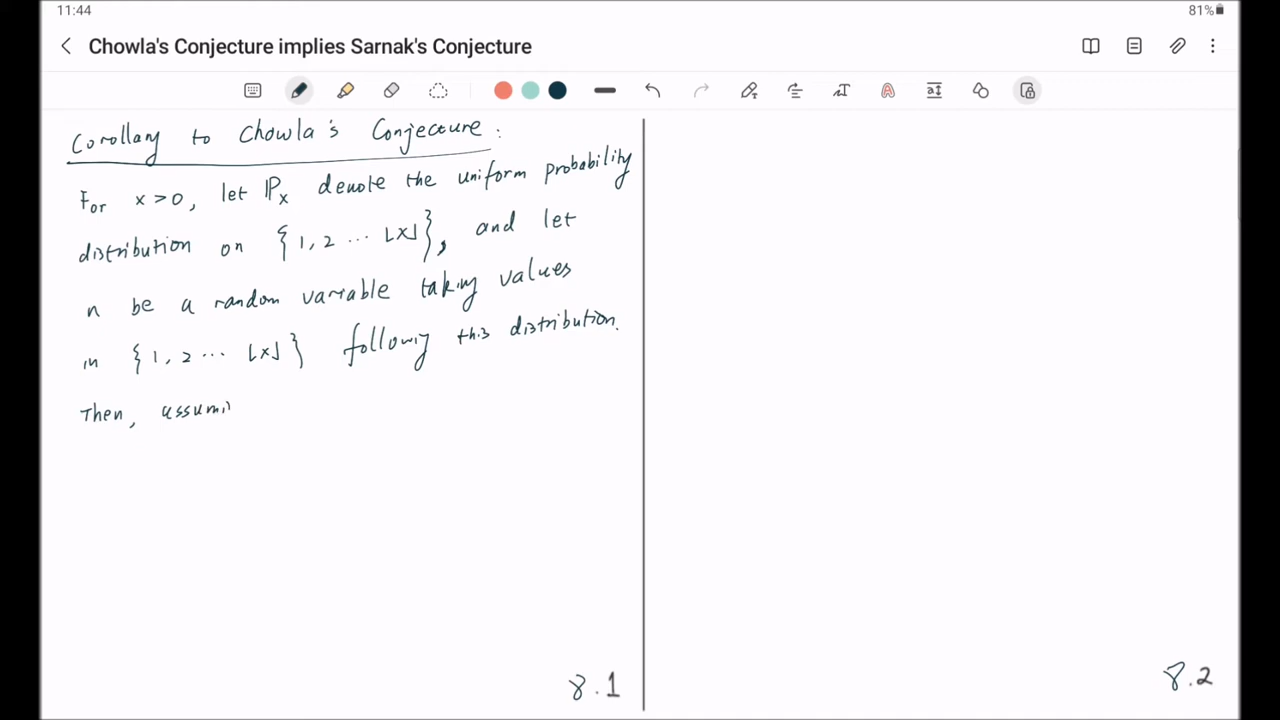 11:44
81%
Chowla's Conjecture implies Sarnak's Conjecture
Corollary to Chowla's Conjecture:
For x > 0, let ℙₓ denote the uniform probability
distribution on {1, 2 ... ⌊x⌋}, and let
n be a random variable taking values
in {1, 2 ... ⌊x⌋} following this distribution.
Then, assumi
8.1
8.2